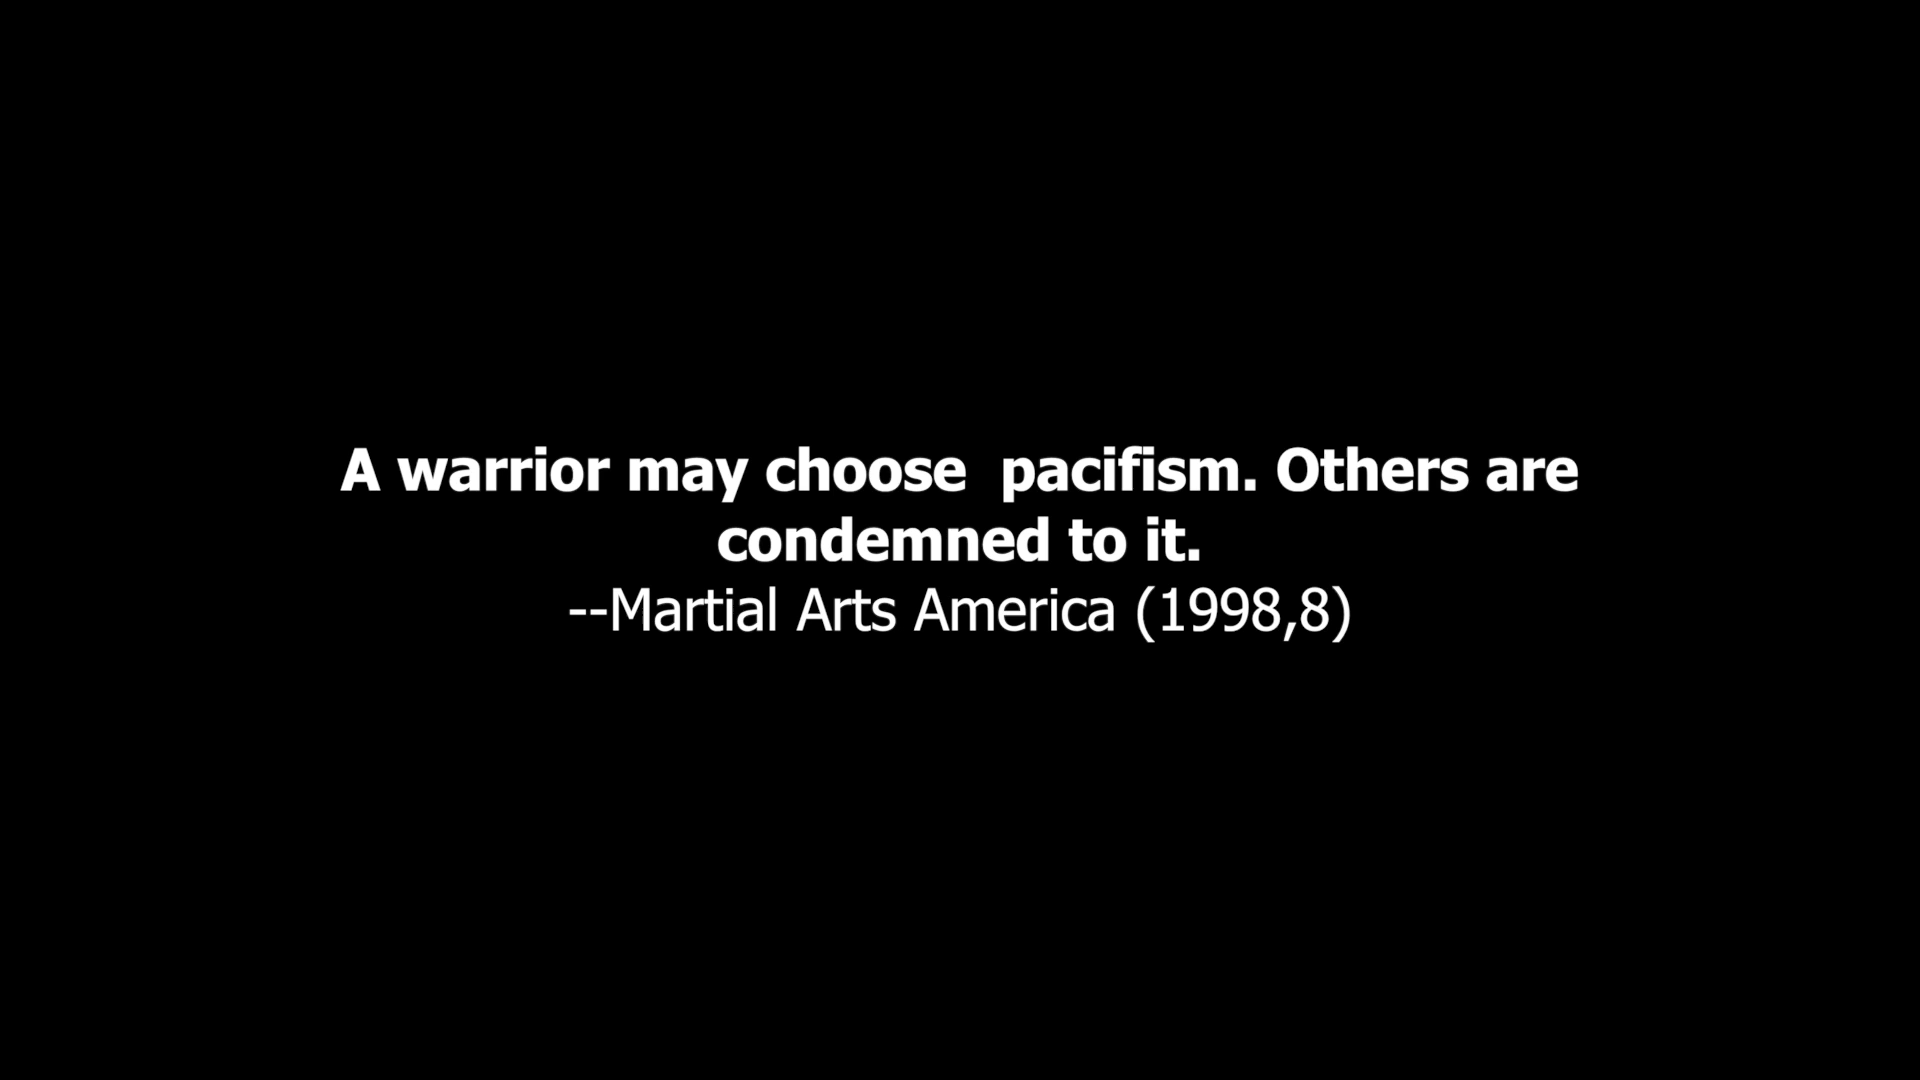 A warrior may choose  pacifism. Others are
condemned to it.
--Martial Arts America (1998,8)